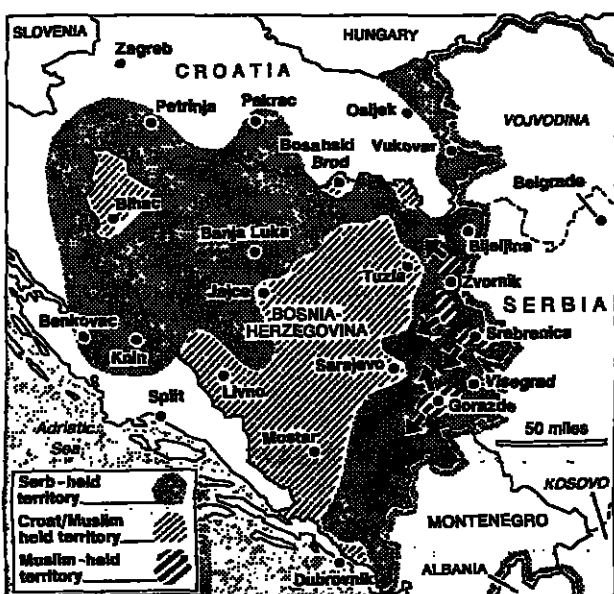 SLOVENIA
HUNGARY
Zagreb
CROATIA
Petrinja
Pakrac
Osijek
VOJVODINA
Bosanski
Brod
Vukovar
Bihac
Belgrade
Banja Luka
Bijeljina
Tuzla
Zvornik
Jajce
BOSNIA-
HERZEGOVINA
SERBIA
Benkovac
Knin
Srebrenica
Sarajevo
Livno
Visegrad
Split
Gorazde
Adriatic
Sea
Mostar
50 miles
Serb-held
territory
KOSOVO
Croat/Muslim
held territory
MONTENEGRO
Muslim-held
territory
Dubrovnik
ALBANIA